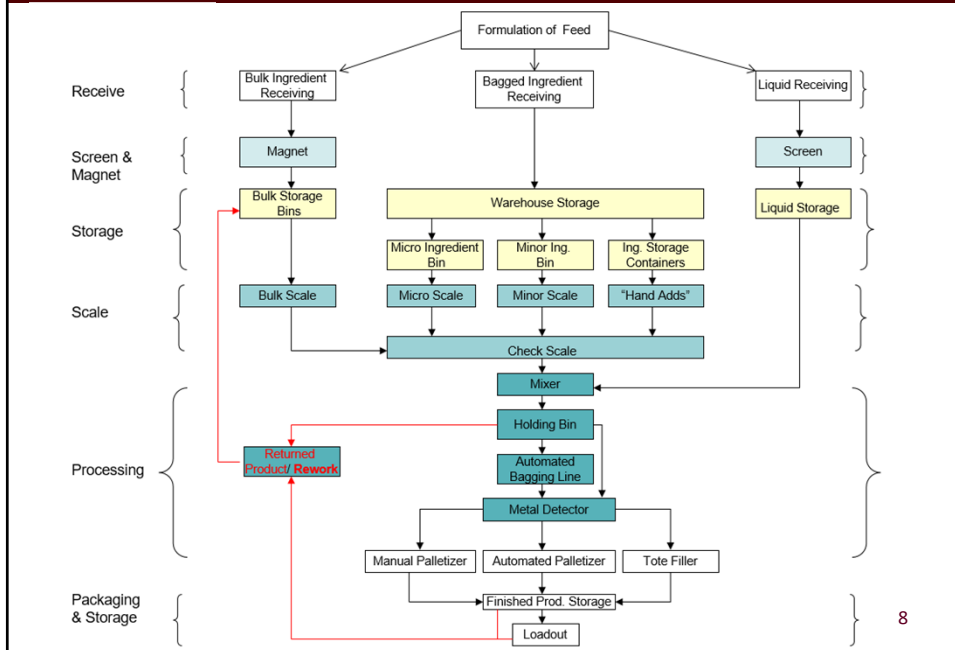 Formulation of Feed
Receive
Bulk Ingredient
Receiving
Bagged Ingredient
Receiving
Liquid Receiving
Screen &
Magnet
Magnet
Screen
Storage
Bulk Storage
Bins
Warehouse Storage
Liquid Storage
Micro Ingredient
Bin
Minor Ing.
Bin
Ing. Storage
Containers
Scale
Bulk Scale
Micro Scale
Minor Scale
“Hand Adds”
Check Scale
Mixer
Processing
Holding Bin
Returned
Product/ Rework
Automated
Bagging Line
Metal Detector
Manual Palletizer
Automated Palletizer
Tote Filler
Packaging
& Storage
Finished Prod. Storage
Loadout
8